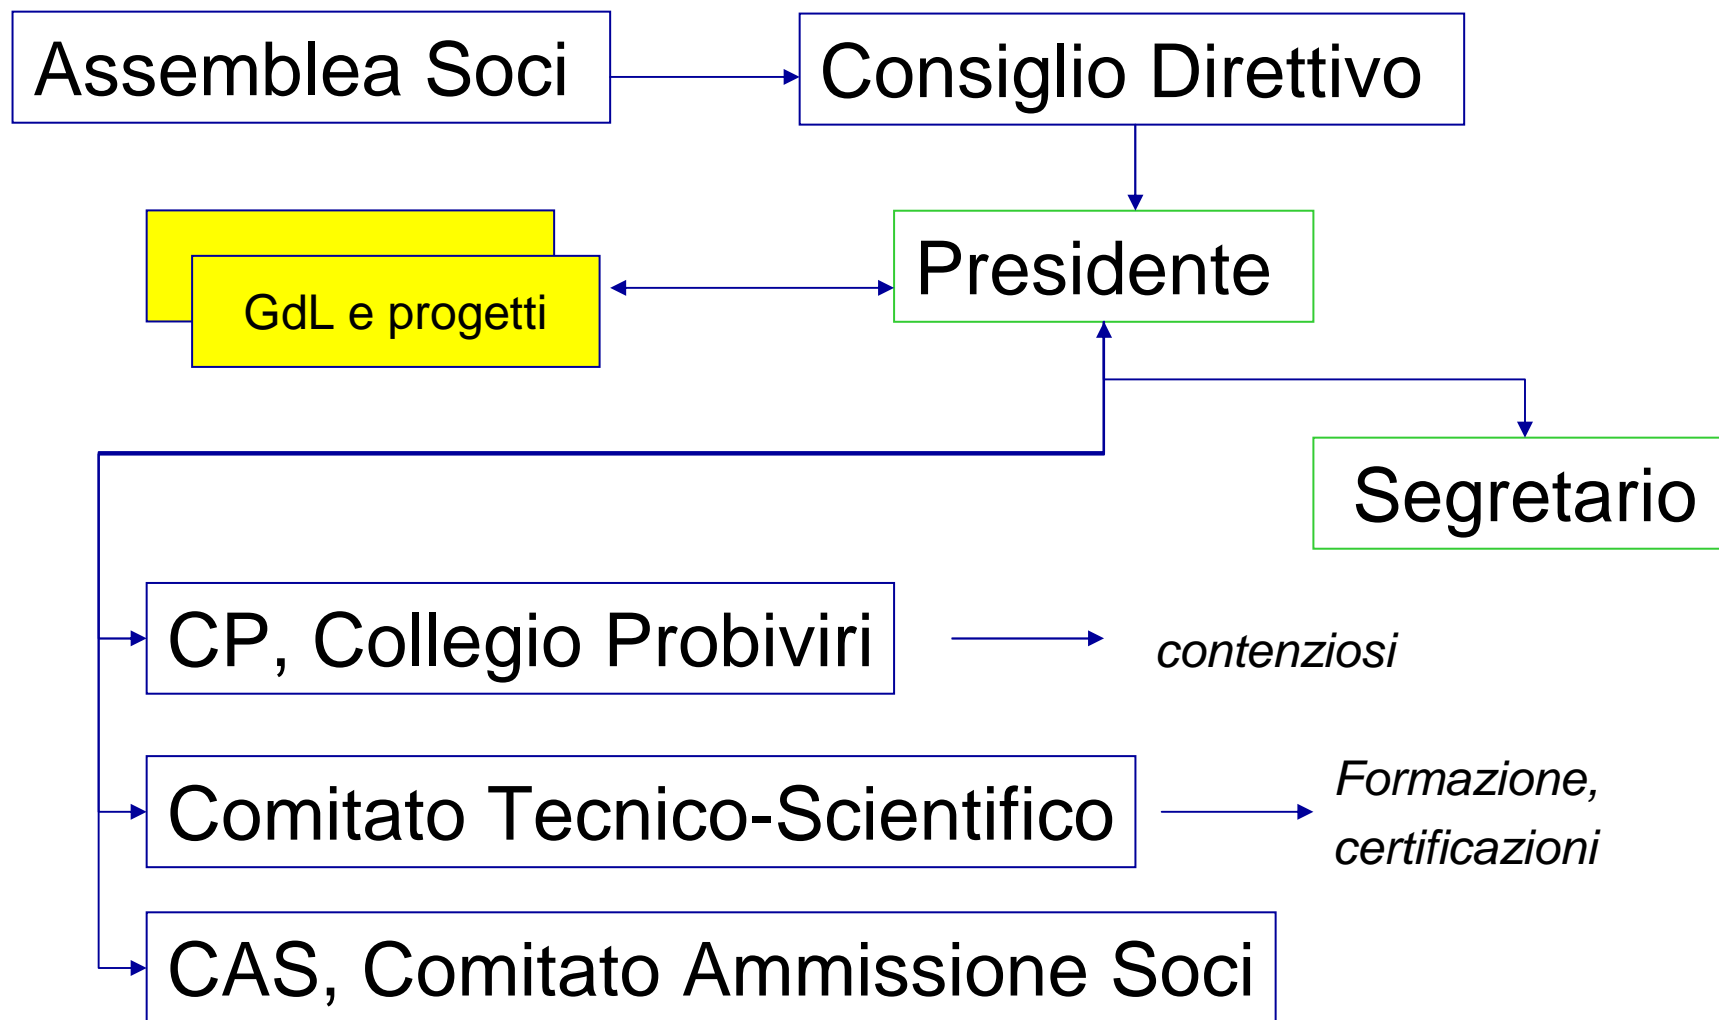 Assemblea Soci
Consiglio Direttivo
Presidente
GdL e progetti
Segretario
CP, Collegio Probiviri
contenziosi
Comitato Tecnico-Scientifico
Formazione,
certificazioni
CAS, Comitato Ammissione Soci